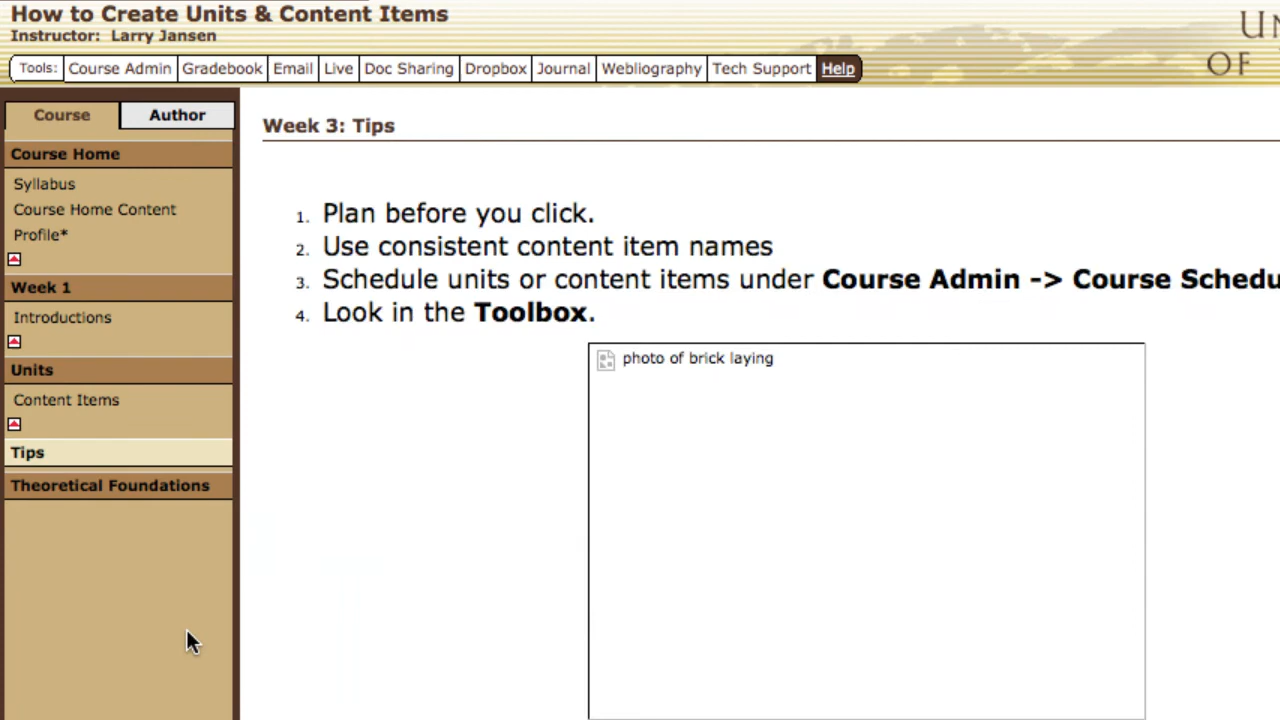 How to Create Units & Content Items
Instructor: Larry Jansen
OF
Tools: Course Admin Gradebook Email Live Doc Sharing Dropbox Journal Webliography Tech Support Help
Course Author
Course Home
Syllabus
Course Home Content
Profile*
Week 1
Introductions
Units
Content Items
Tips
Theoretical Foundations
Week 3: Tips
1. Plan before you click.
2. Use consistent content item names
3. Schedule units or content items under Course Admin -> Course Schedu
4. Look in the Toolbox.
photo of brick laying